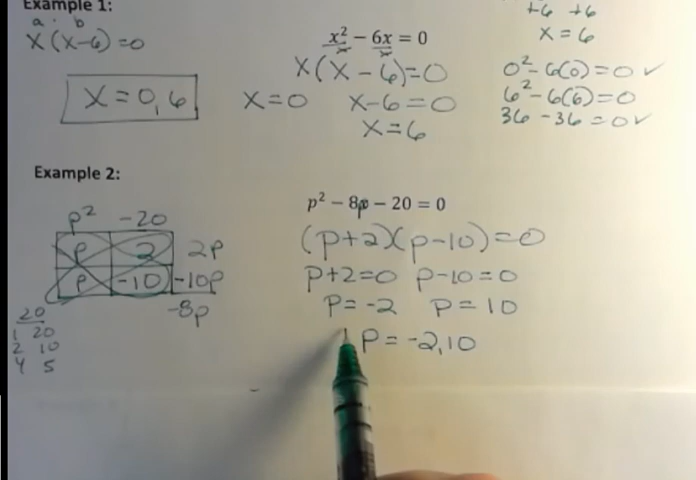 Example 1:
a · b
x(x-6)=0
x=0,6
x² − 6x = 0
x x
x(x-6)=0
x=0 x-6=0
x=6
+6 +6
x=6
0²-6(0)=0✓
6²-6(6)=0
36-36=0✓
Example 2:
p² -20
p 2 2p
p -10 -10p
-8p
20
1 20
2 10
4 5
p² − 8p − 20 = 0
(p+2)(p-10)=0
p+2=0 p-10=0
p=-2 p=10
p=-2,10